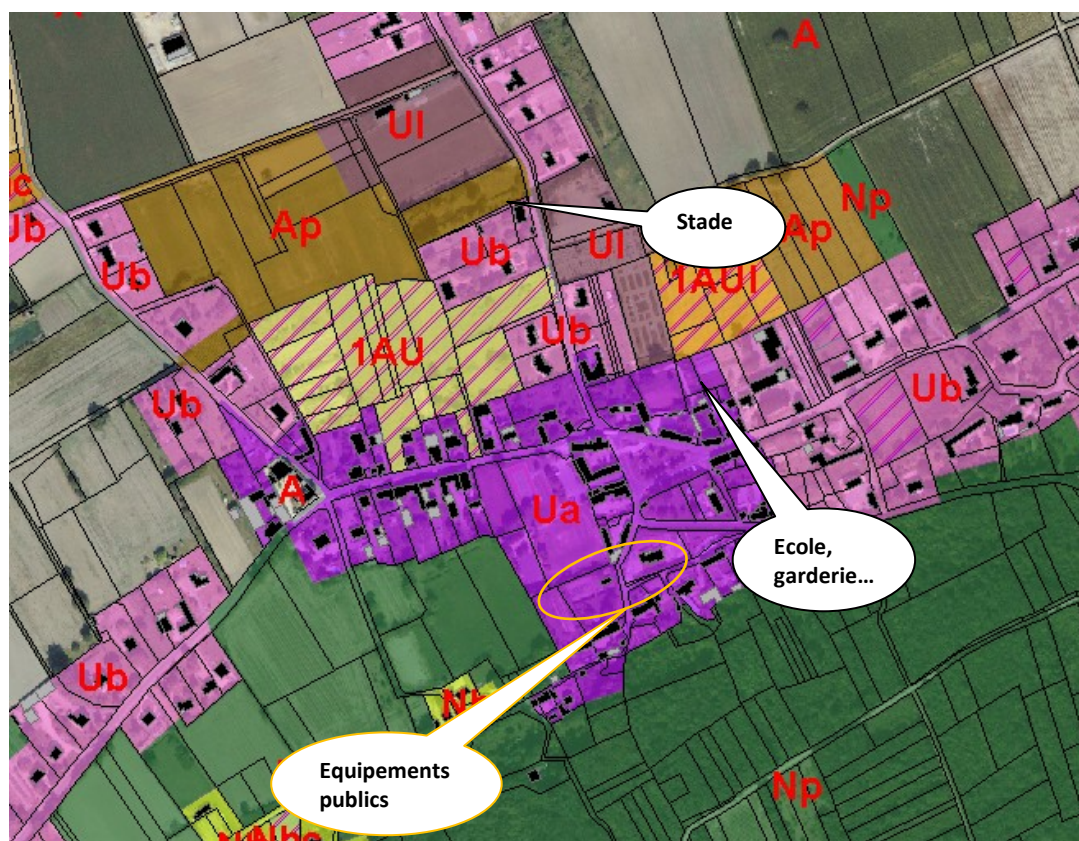 A
Ul
Ap
Np
Ub
Stade
Ub
Ub
Ul
Ap
1AUl
1AU
Ub
Ub
Ub
A
Ua
Ecole,
garderie...
Ub
Equipements
publics
Np